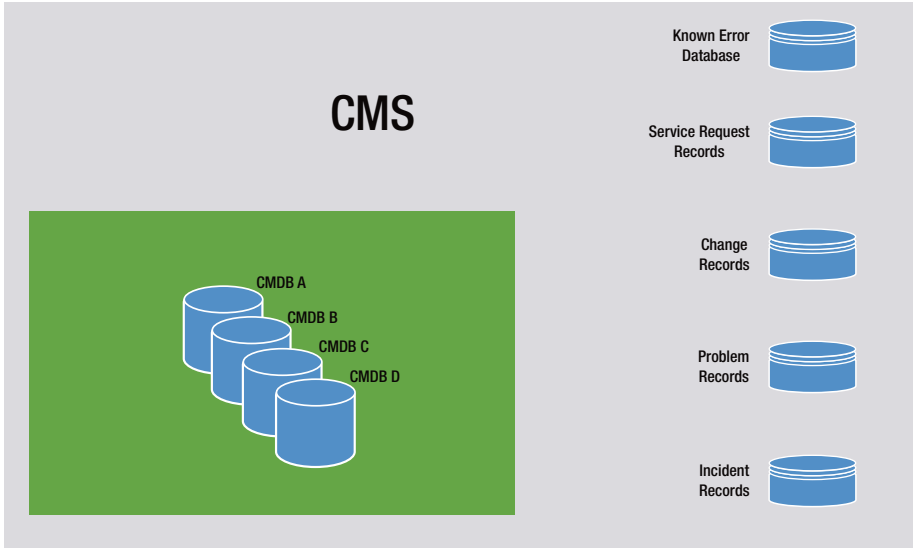 CMS
CMDB A
CMDB B
CMDB C
CMDB D
Known Error
Database
Service Request
Records
Change
Records
Problem
Records
Incident
Records